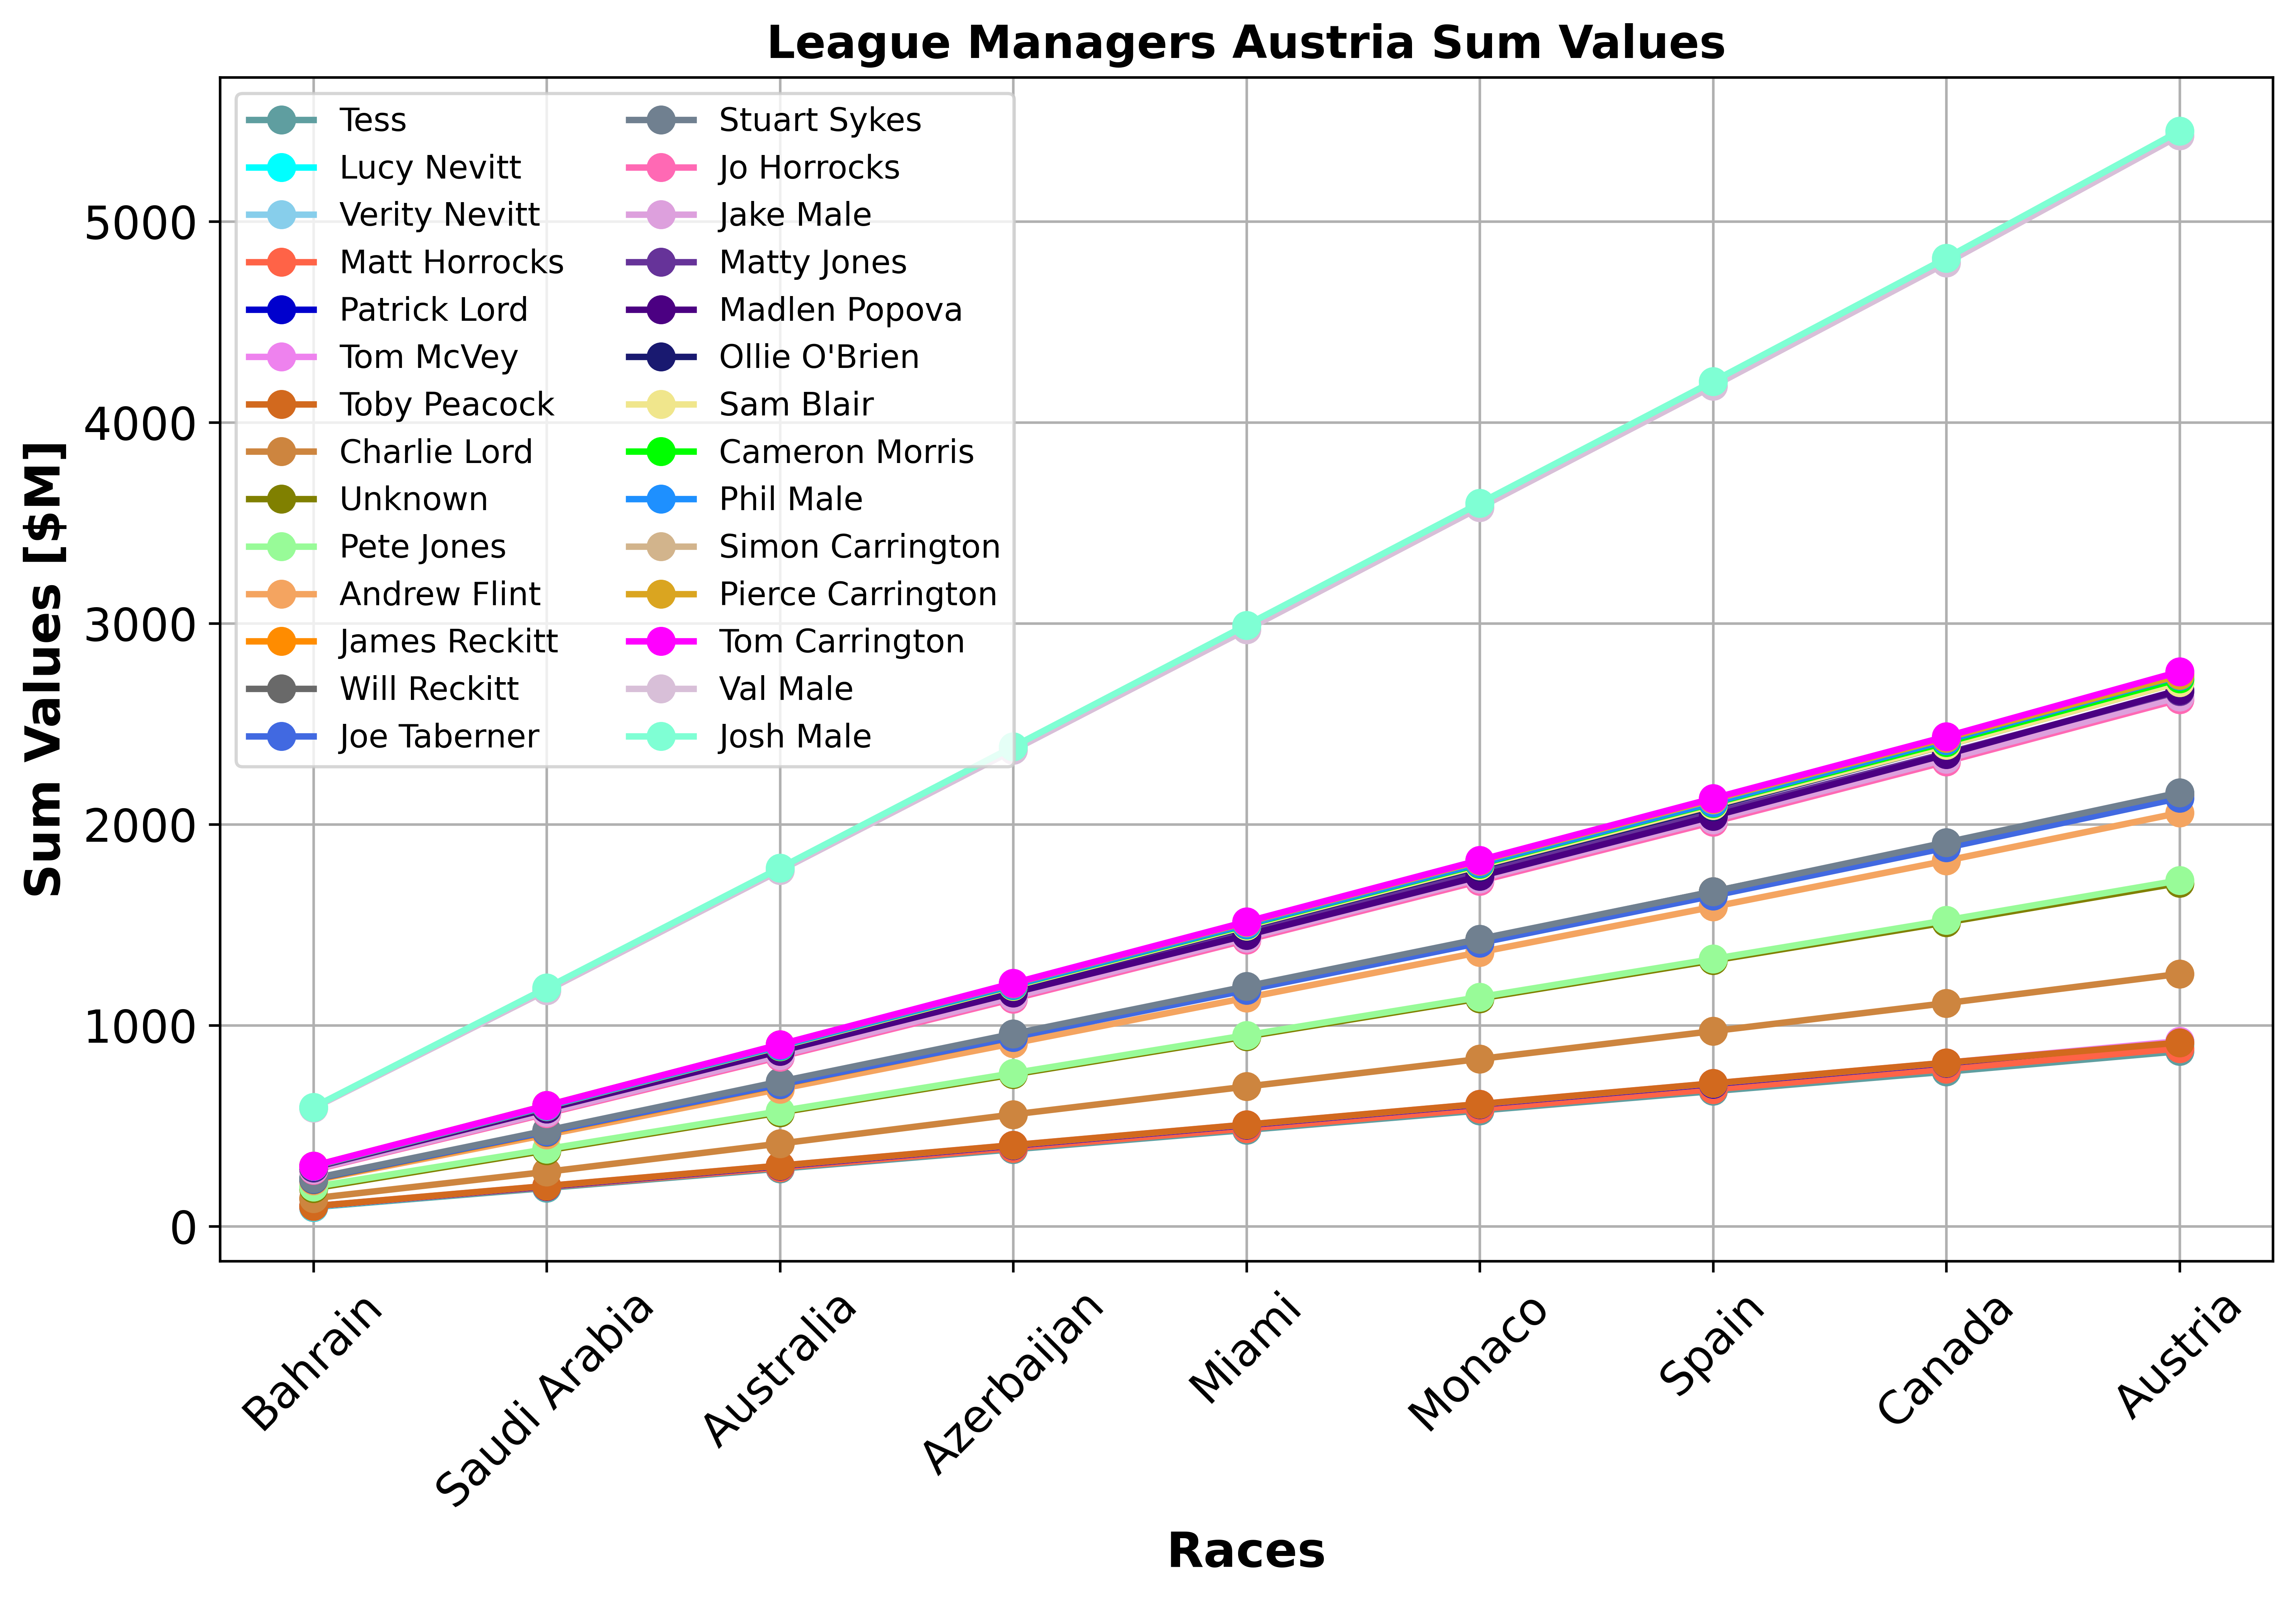 League Managers Austria Sum Values
Sum Values [$M]
5000
4000
3000
2000
1000
0
Tess
Lucy Nevitt
Verity Nevitt
Matt Horrocks
Patrick Lord
Tom McVey
Toby Peacock
Charlie Lord
Unknown
Pete Jones
Andrew Flint
James Reckitt
Will Reckitt
Joe Taberner
Stuart Sykes
Jo Horrocks
Jake Male
Matty Jones
Madlen Popova
Ollie O'Brien
Sam Blair
Cameron Morris
Phil Male
Simon Carrington
Pierce Carrington
Tom Carrington
Val Male
Josh Male
Bahrain
Saudi Arabia
Australia
Azerbaijan
Miami
Monaco
Spain
Canada
Austria
Races